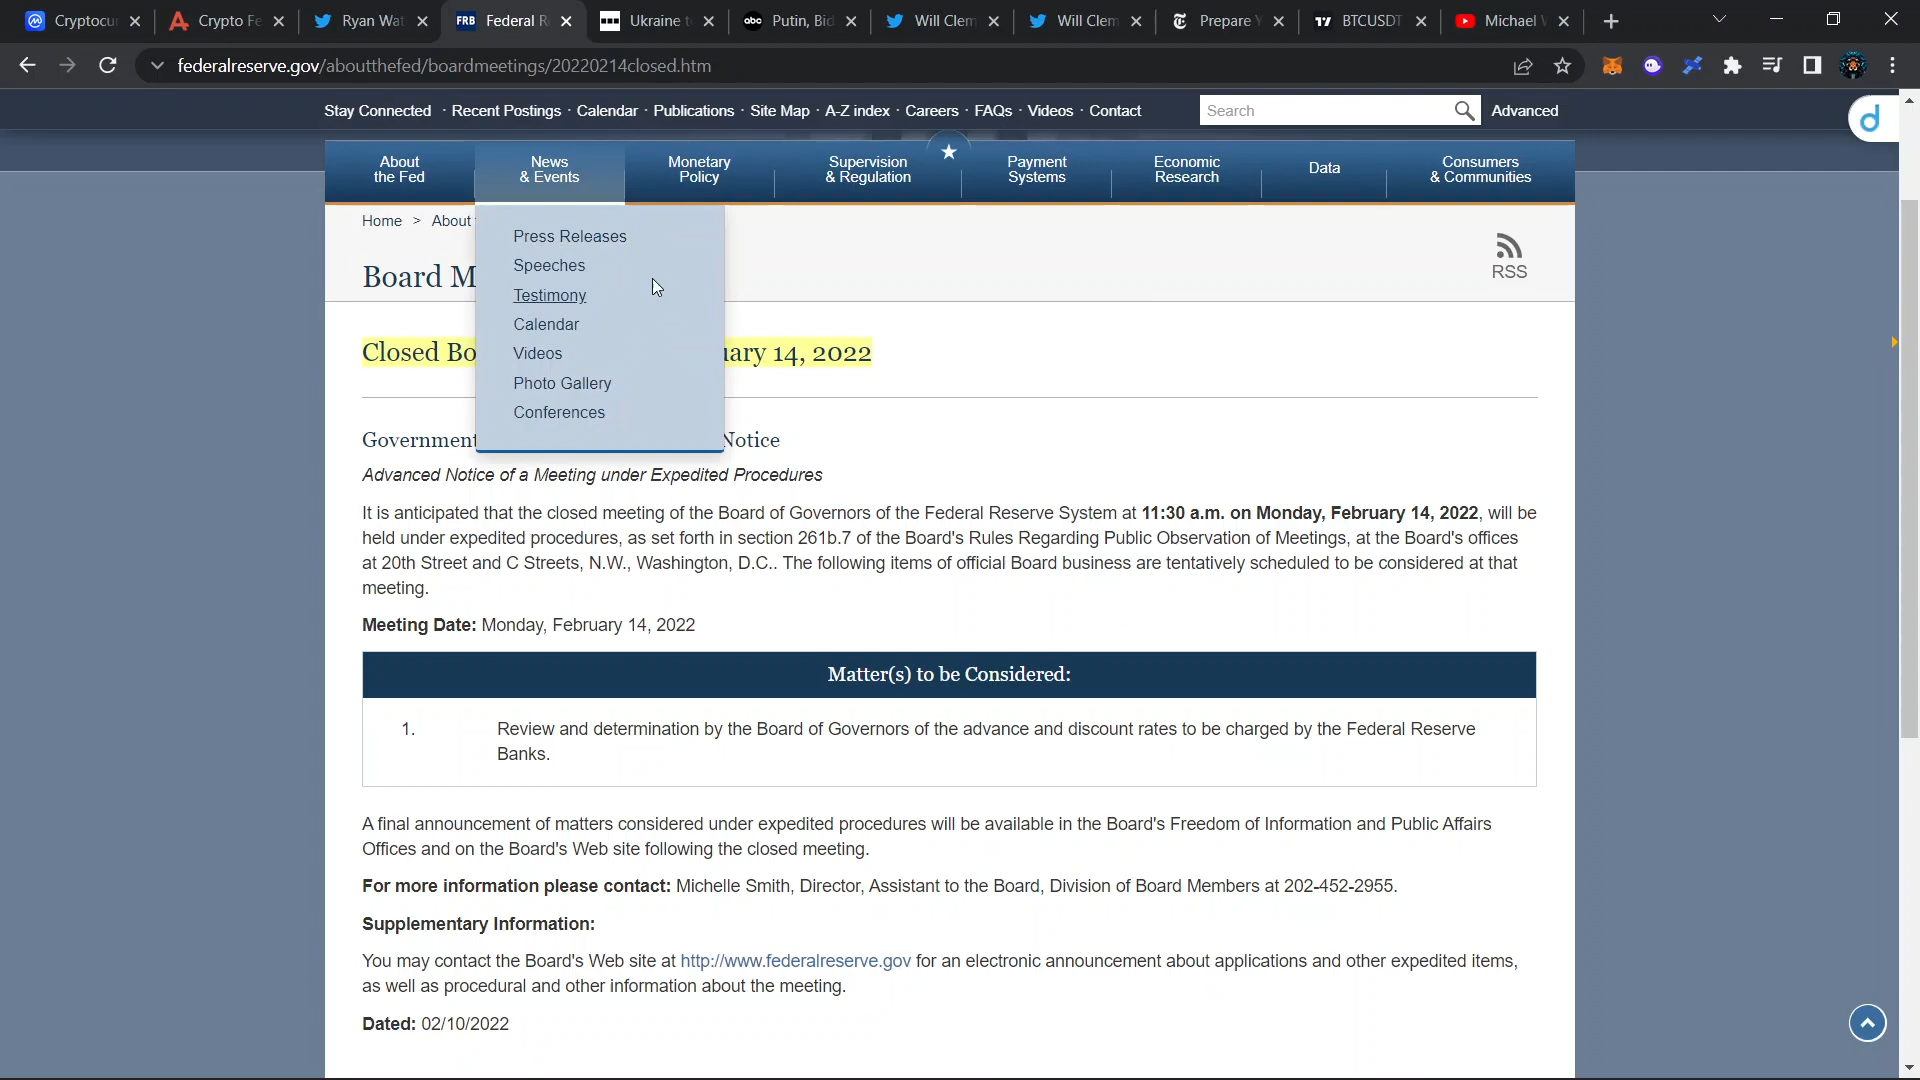 Cryptocur
Crypto Fe
Ryan Wat
FRB Federal R
Ukraine t
abc Putin, Bid
Will Clem
Will Clem
Prepare Y
BTCUSDT
Michael
federalreserve.gov/aboutthefed/boardmeetings/20220214closed.htm
Stay Connected · Recent Postings · Calendar · Publications · Site Map · A-Z index · Careers · FAQs · Videos · Contact
Search
Advanced
About the Fed
News & Events
Monetary Policy
Supervision & Regulation
Payment Systems
Economic Research
Data
Consumers & Communities
Home > About
Press Releases
Speeches
Testimony
Calendar
Videos
Photo Gallery
Conferences
RSS
Board M
Closed Bo uary 14, 2022
Government Notice
Advanced Notice of a Meeting under Expedited Procedures
It is anticipated that the closed meeting of the Board of Governors of the Federal Reserve System at 11:30 a.m. on Monday, February 14, 2022, will be
held under expedited procedures, as set forth in section 261b.7 of the Board's Rules Regarding Public Observation of Meetings, at the Board's offices
at 20th Street and C Streets, N.W., Washington, D.C.. The following items of official Board business are tentatively scheduled to be considered at that
meeting.
Meeting Date: Monday, February 14, 2022
Matter(s) to be Considered:
1. Review and determination by the Board of Governors of the advance and discount rates to be charged by the Federal Reserve
Banks.
A final announcement of matters considered under expedited procedures will be available in the Board's Freedom of Information and Public Affairs
Offices and on the Board's Web site following the closed meeting.
For more information please contact: Michelle Smith, Director, Assistant to the Board, Division of Board Members at 202-452-2955.
Supplementary Information:
You may contact the Board's Web site at http://www.federalreserve.gov for an electronic announcement about applications and other expedited items,
as well as procedural and other information about the meeting.
Dated: 02/10/2022